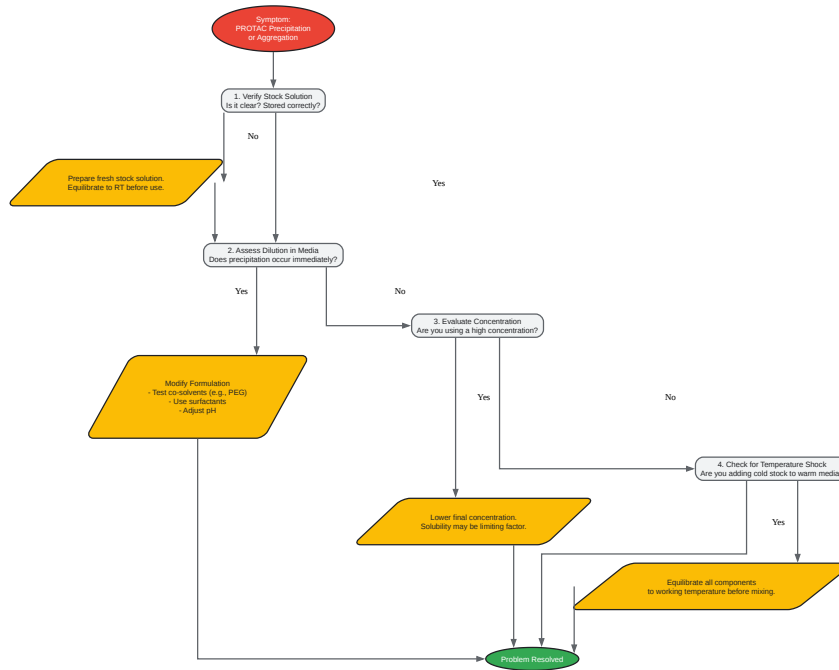 Symptom:
PROTAC Precipitation
or Aggregation
1. Verify Stock Solution
Is it clear? Stored correctly?
No
Prepare fresh stock solution.
Equilibrate to RT before use.
Yes
2. Assess Dilution in Media
Does precipitation occur immediately?
Yes
No
3. Evaluate Concentration
Are you using a high concentration?
Modify Formulation
- Test co-solvents (e.g., PEG)
- Use surfactants
- Adjust pH
Yes
No
4. Check for Temperature Shock
Are you adding cold stock to warm media
Lower final concentration.
Solubility may be limiting factor.
Yes
Equilibrate all components
to working temperature before mixing.
Problem Resolved